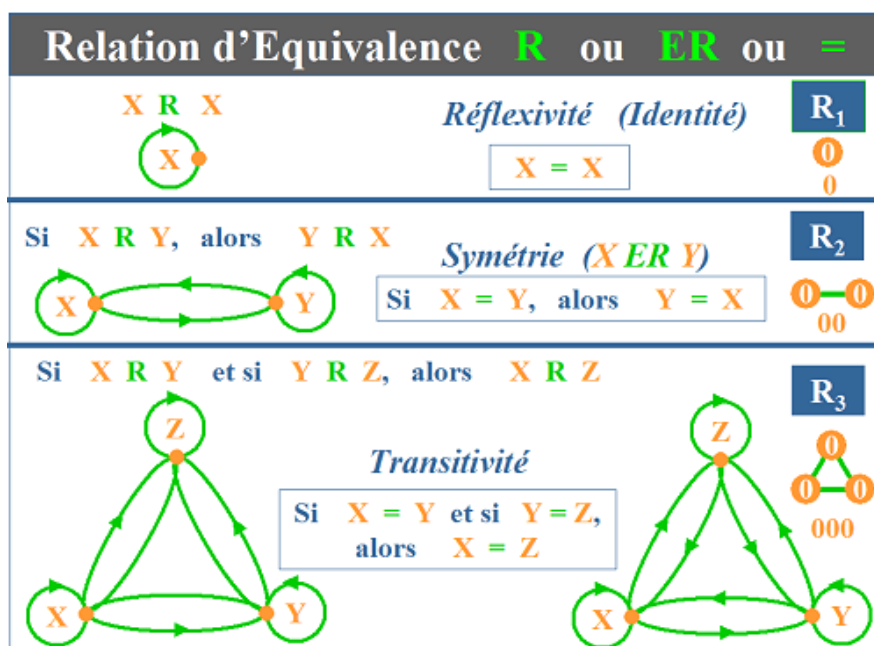 Relation d'Equivalence R ou ER ou =
X R X
X
Réflexivité (Identité)
X = X
R1
0
0
Si X R Y, alors Y R X
X
Y
Symétrie (X ER Y)
Si X = Y, alors Y = X
R2
0 0
00
Si X R Y et si Y R Z, alors X R Z
Z
X
Y
Transitivité
Si X = Y et si Y = Z,
alors X = Z
Z
X
Y
R3
0
0 0
000